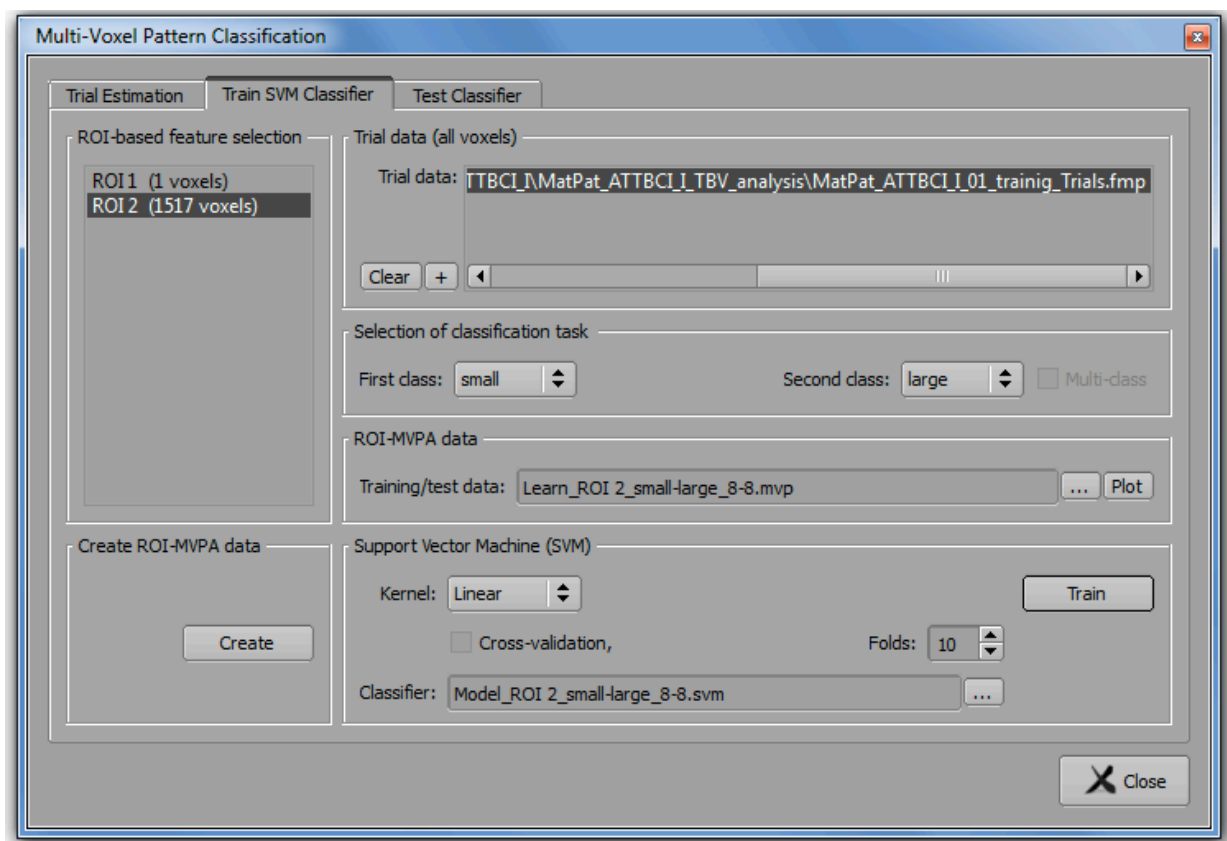 Multi-Voxel Pattern Classification
Trial Estimation Train SVM Classifier Test Classifier
ROI-based feature selection
ROI 1 (1 voxels)
ROI 2 (1517 voxels)
Trial data (all voxels)
Trial data: TTBCI_I\MatPat_ATTBCI_I_TBV_analysis\MatPat_ATTBCI_I_01_trainig_Trials.fmp
Clear +
Selection of classification task
First class: small Second class: large Multi-class
ROI-MVPA data
Training/test data: Learn_ROI 2_small-large_8-8.mvp ... Plot
Create ROI-MVPA data
Create
Support Vector Machine (SVM)
Kernel: Linear Train
Cross-validation, Folds: 10
Classifier: Model_ROI 2_small-large_8-8.svm ...
Close